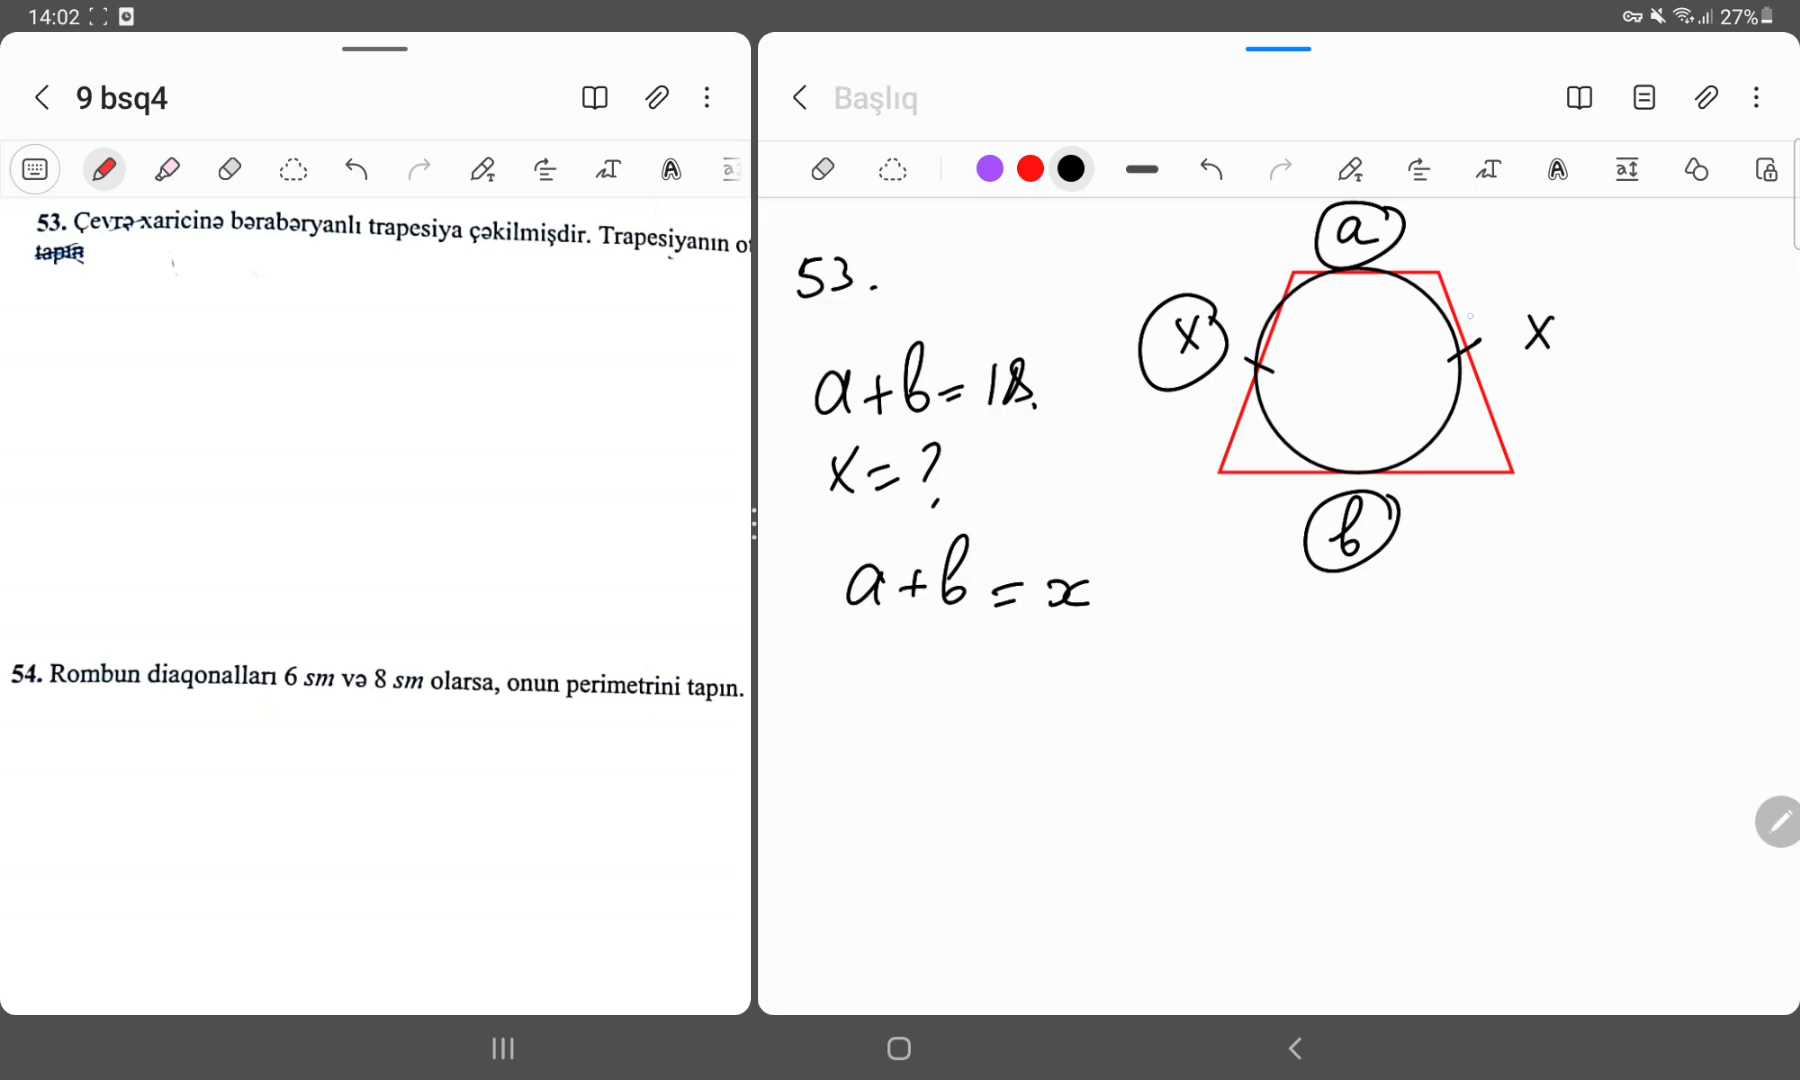 14:02
27%
9 bsq4
53. Çevrə xaricinə bərabəryanlı trapesiya çəkilmişdir. Trapesiyanın
tapın
54. Rombun diaqonalları 6 sm və 8 sm olarsa, onun perimetrini tapın.
Başlıq
53.
a
x
x
a+b=18.
x=?
b
a+b=x